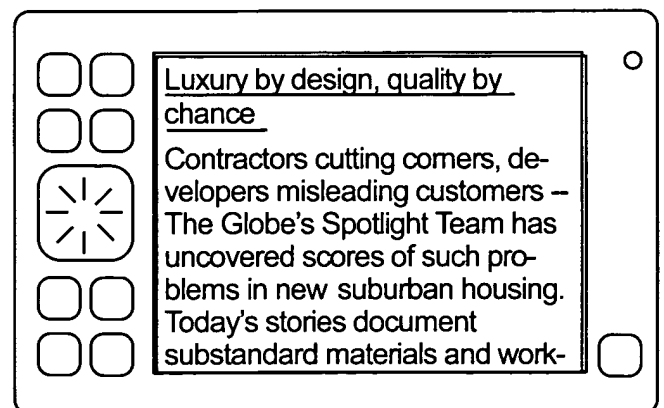 Luxury by design, quality by
chance
Contractors cutting corners, de-
velopers misleading customers --
The Globe's Spotlight Team has
uncovered scores of such pro-
blems in new suburban housing.
Today's stories document
substandard materials and work-